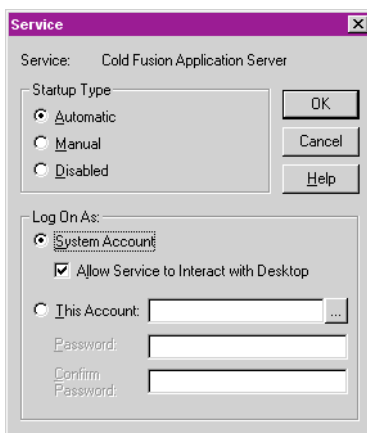 Service
Service: Cold Fusion Application Server
Startup Type
Automatic
Manual
Disabled
OK
Cancel
Help
Log On As:
System Account
Allow Service to Interact with Desktop
This Account:
...
Password:
Confirm
Password: